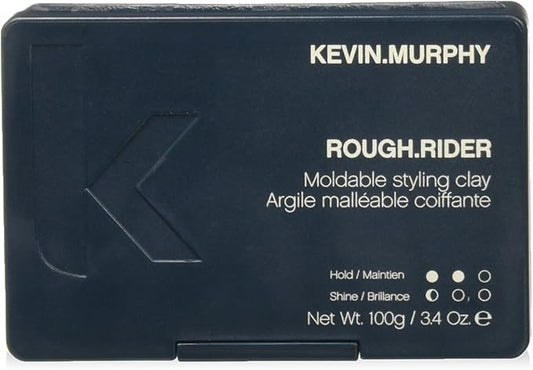 KEVIN.MURPHY
ROUGH.RIDER
Moldable styling clay
Argile malléable coiffante
Hold / Maintien
Shine / Brillance
Net Wt. 100g / 3.4 Oz. ℮